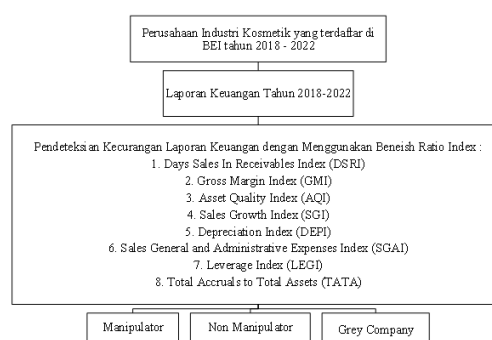 Perusahaan Industri Kosmetik yang terdaftar di
BEI tahun 2018 - 2022
Laporan Keuangan Tahun 2018-2022
Pendeteksian Kecurangan Laporan Keuangan dengan Menggunakan Beneish Ratio Index :
1. Days Sales In Receivables Index (DSRI)
2. Gross Margin Index (GMI)
3. Asset Quality Index (AQI)
4. Sales Growth Index (SGI)
5. Depreciation Index (DEPI)
6. Sales General and Administrative Expenses Index (SGAI)
7. Leverage Index (LEGI)
8. Total Accruals to Total Assets (TATA)
Manipulator
Non Manipulator
Grey Company